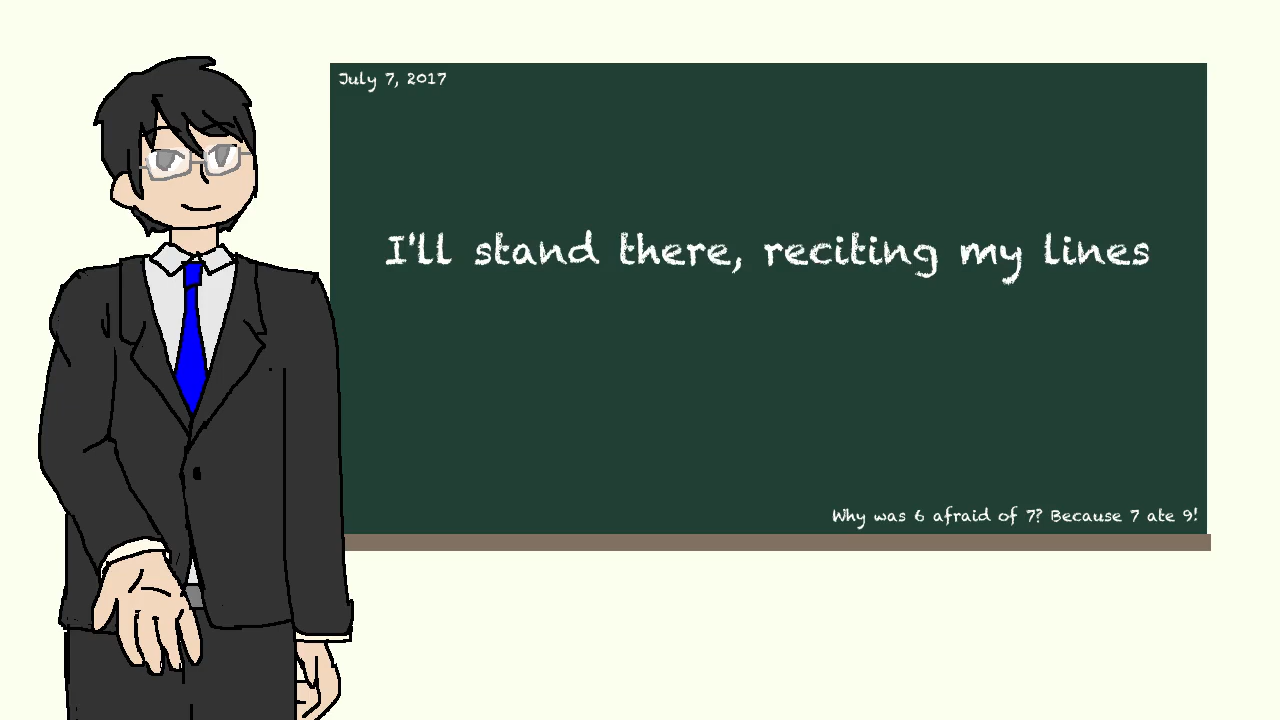 July 7, 2017
I'll stand there, reciting my lines
Why was 6 afraid of 7? Because 7 ate 9!